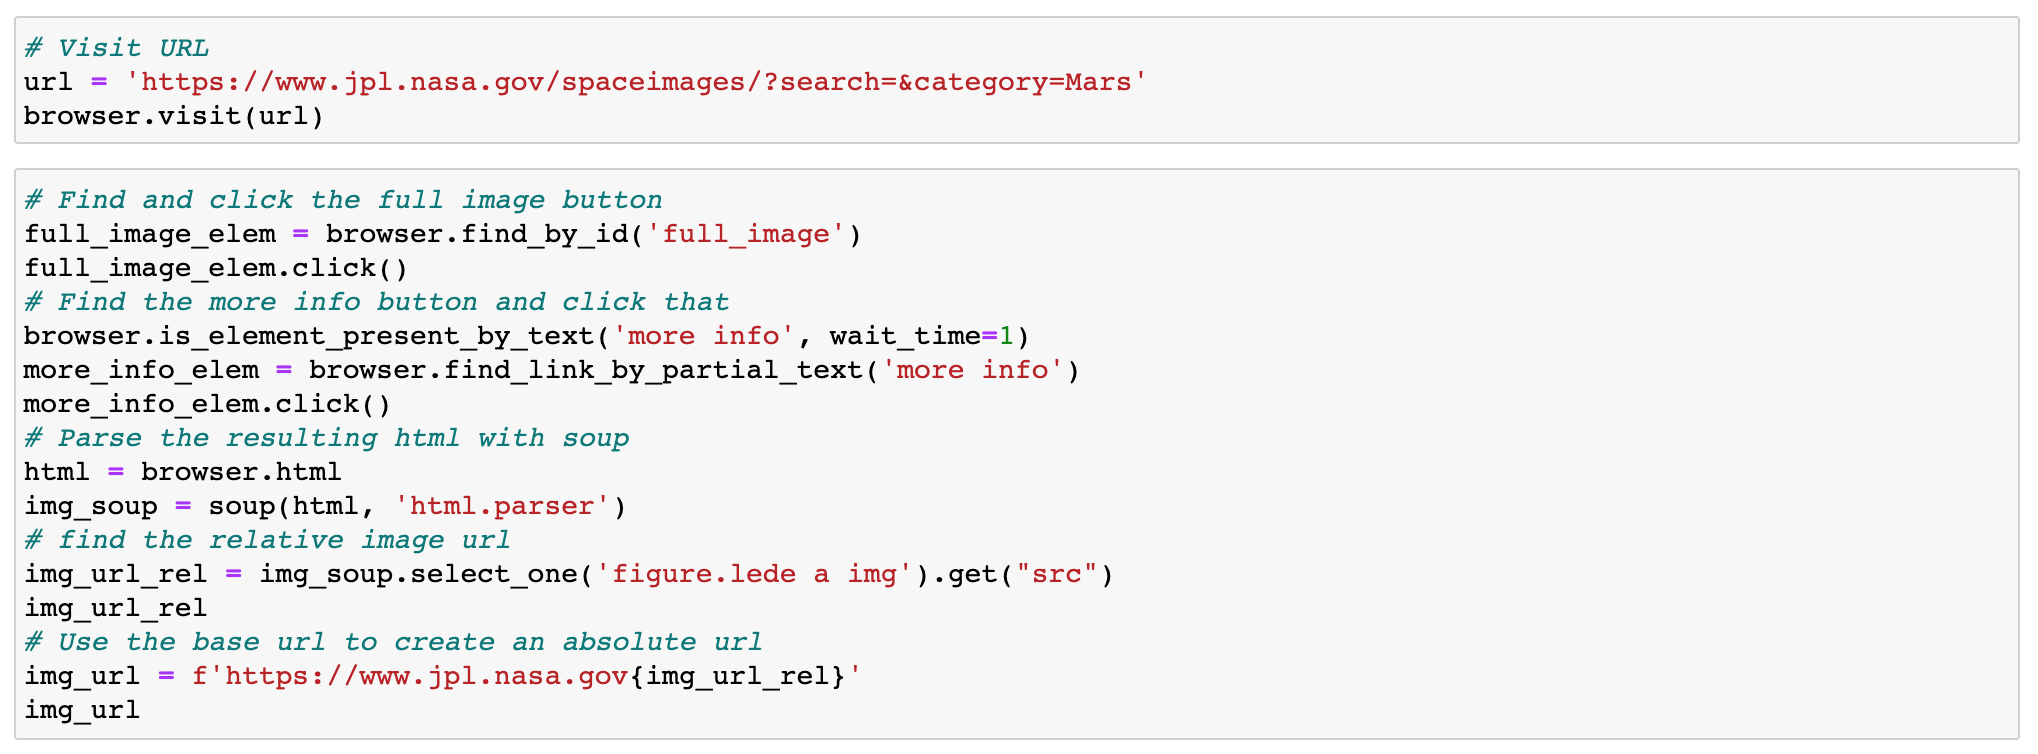 # Visit URL
url = 'https://www.jpl.nasa.gov/spaceimages/?search=&category=Mars'
browser.visit(url)
# Find and click the full image button
full_image_elem = browser.find_by_id('full_image')
full_image_elem.click()
# Find the more info button and click that
browser.is_element_present_by_text('more info', wait_time=1)
more_info_elem = browser.find_link_by_partial_text('more info')
more_info_elem.click()
# Parse the resulting html with soup
html = browser.html
img_soup = soup(html, 'html.parser')
# find the relative image url
img_url_rel = img_soup.select_one('figure.lede a img').get("src")
img_url_rel
# Use the base url to create an absolute url
img_url = f'https://www.jpl.nasa.gov{img_url_rel}'
img_url